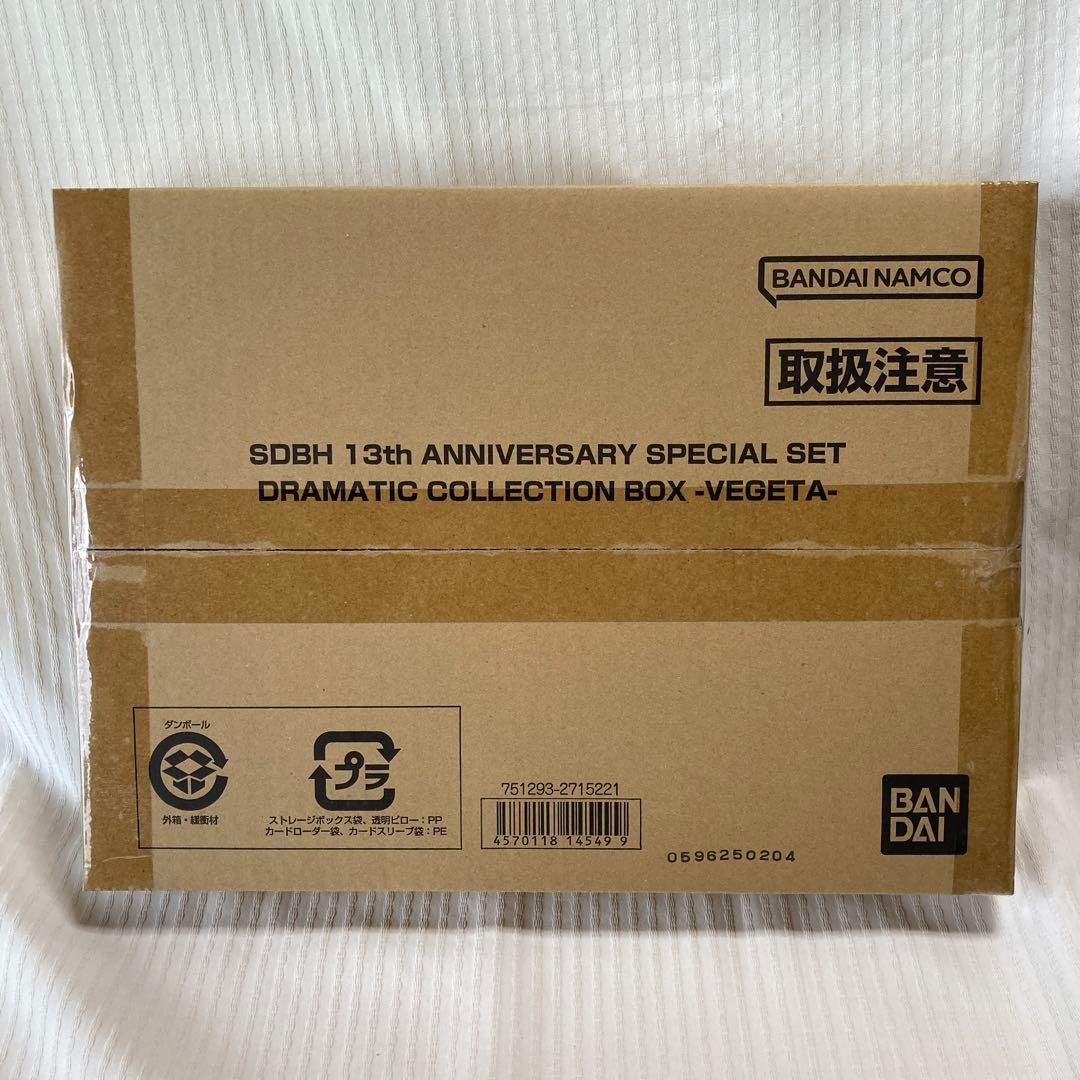 BANDAI NAMCO
取扱注意
SDBH 13th ANNIVERSARY SPECIAL SET
DRAMATIC COLLECTION BOX -VEGETA-
ダンボール
外箱・緩衝材
プラ
ストレージボックス袋、透明ピロー：PP
カードローダー袋、カードスリーブ袋：PE
751293-2715221
4570118 14549 9
0596250204
BAN
DAI